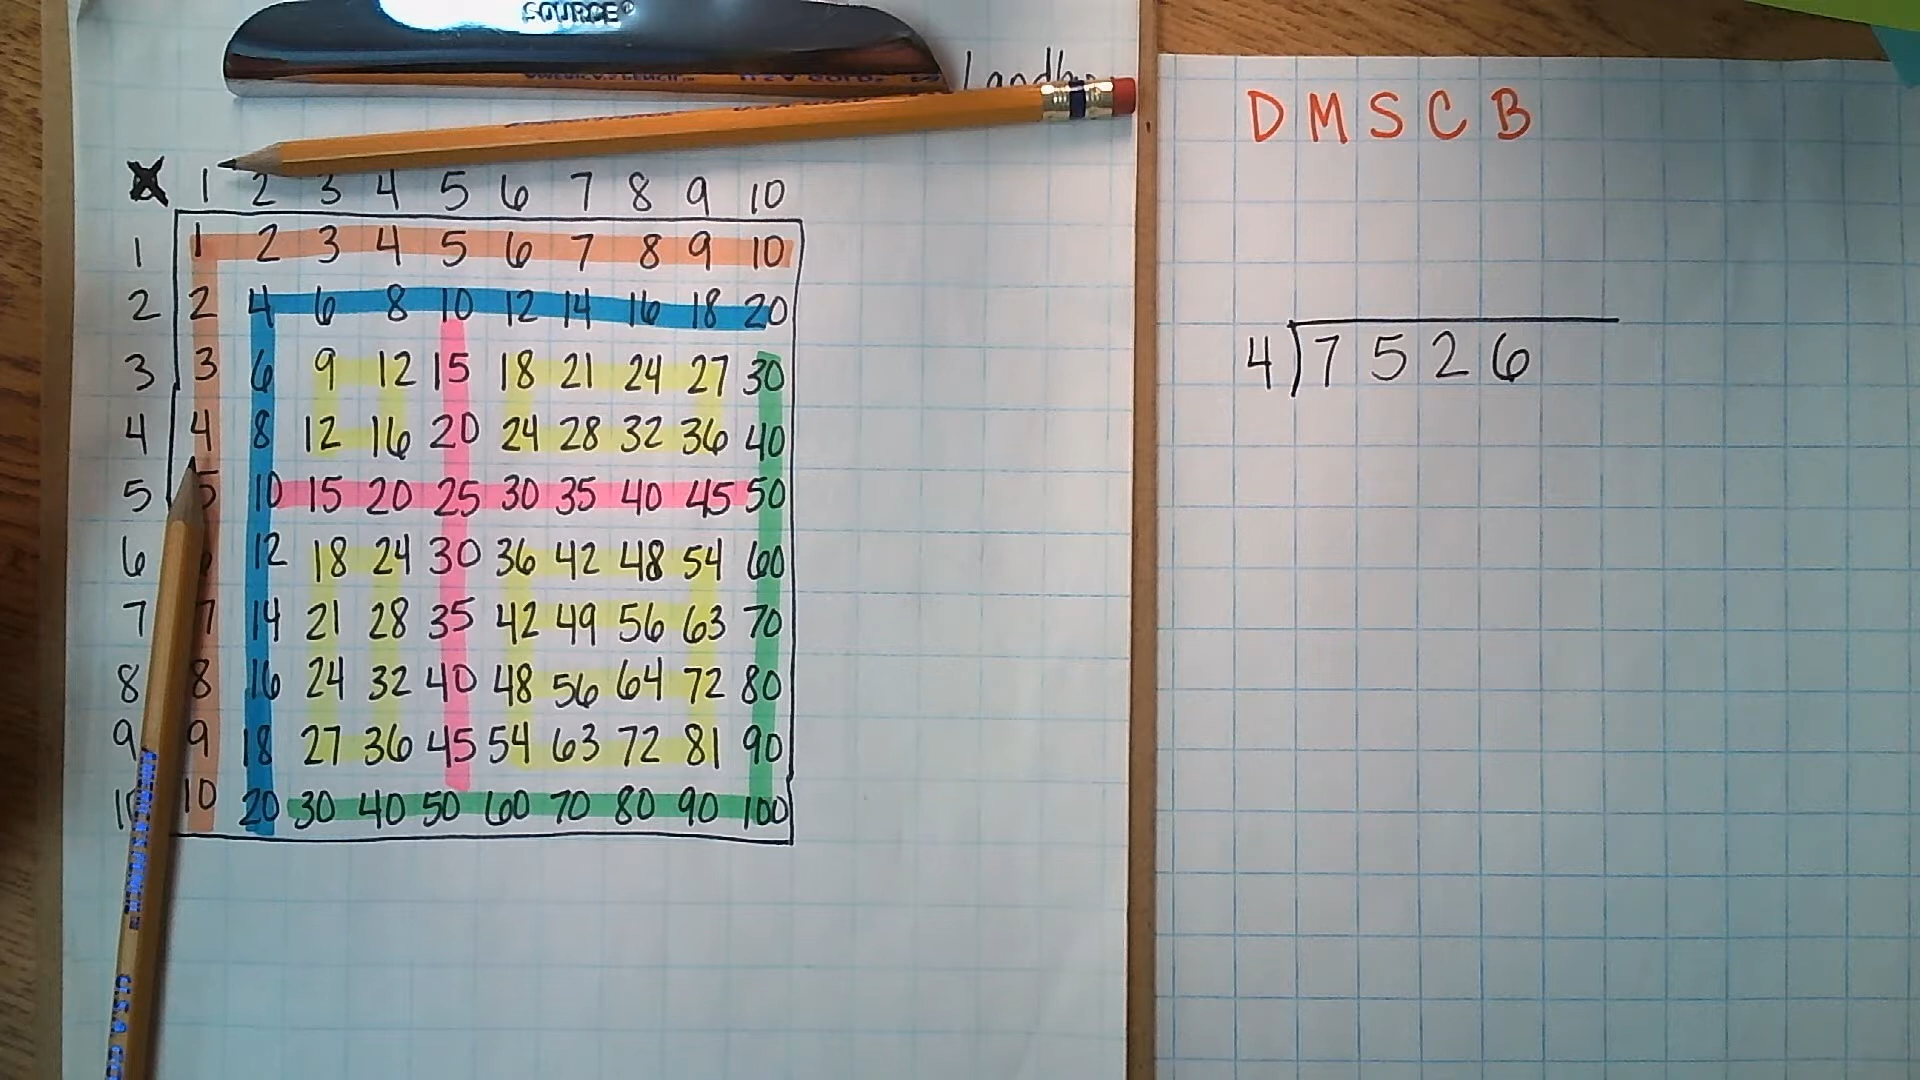 SOURCE®
D M S C B
X 1 2 3 4 5 6 7 8 9 10
1 1 2 3 4 5 6 7 8 9 10
2 2 4 6 8 10 12 14 16 18 20
3 3 6 9 12 15 18 21 24 27 30
4 4 8 12 16 20 24 28 32 36 40
5 5 10 15 20 25 30 35 40 45 50
6 12 18 24 30 36 42 48 54 60
7 7 14 21 28 35 42 49 56 63 70
8 8 16 24 32 40 48 56 64 72 80
9 9 18 27 36 45 54 63 72 81 90
10 10 20 30 40 50 60 70 80 90 100
4)7 5 2 6